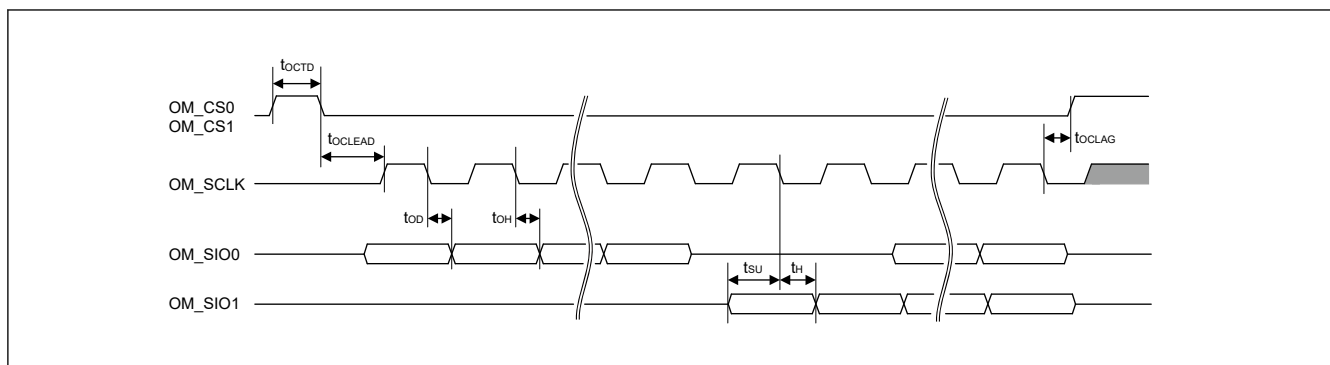 tOCTD
OM_CS0
OM_CS1
tOCLEAD
tOCLAG
OM_SCLK
tOD
tOH
OM_SIO0
tSU
tH
OM_SIO1